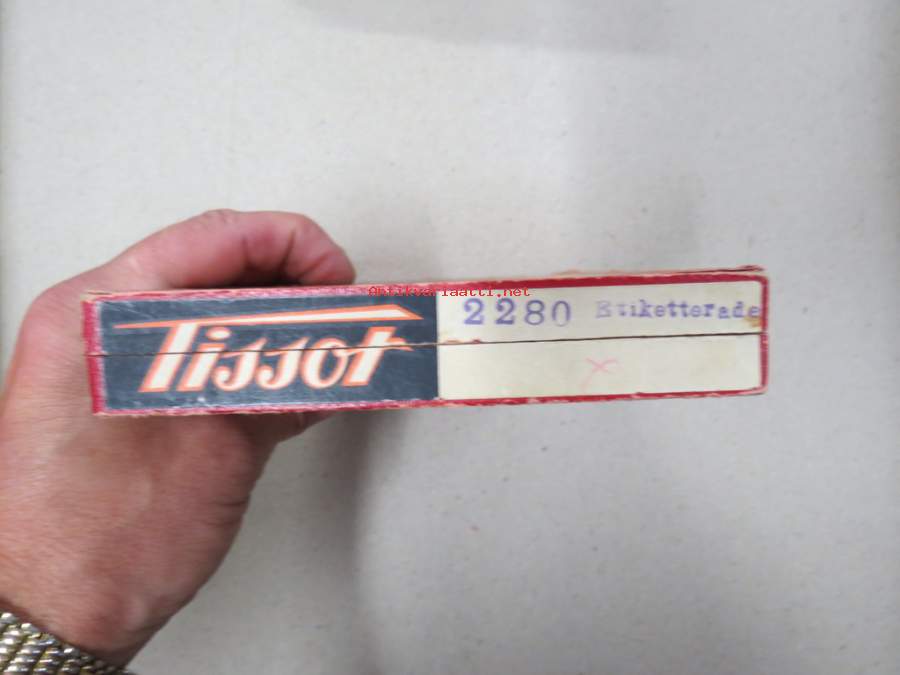 Antikvariaatti.net
Tissot
2280 Etiketterade
x